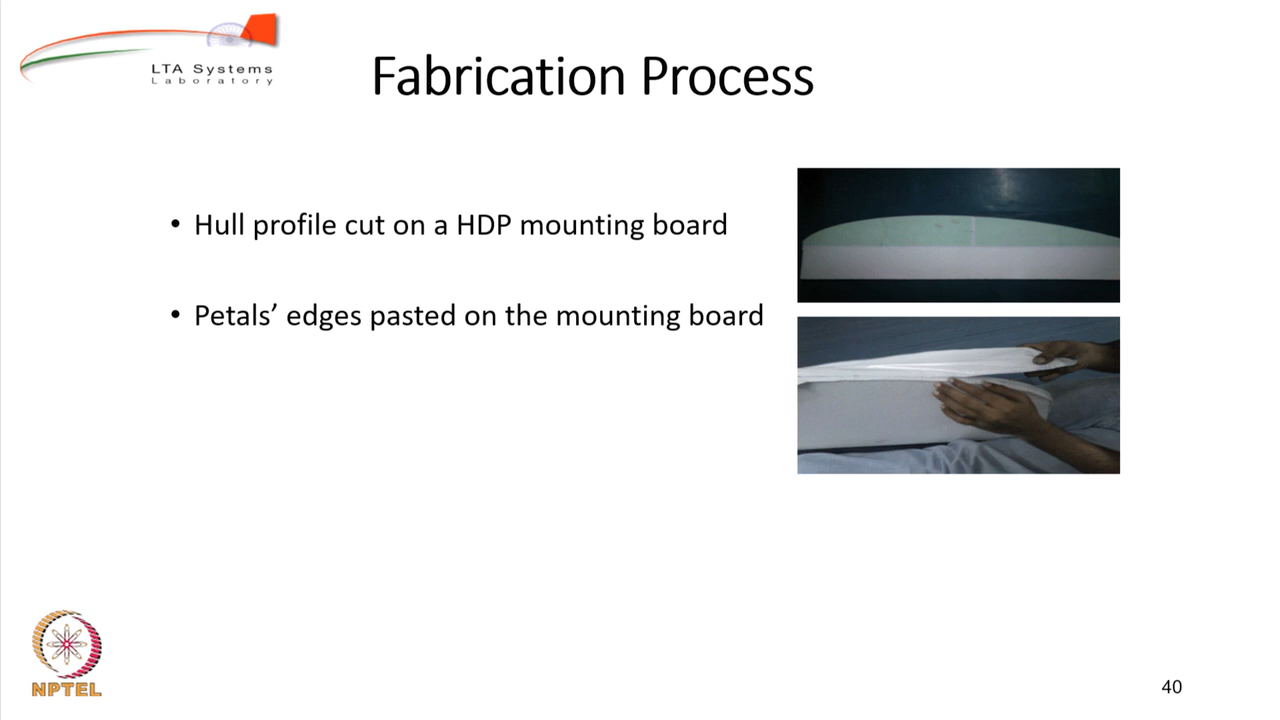 LTA Systems
Laboratory
Fabrication Process
• Hull profile cut on a HDP mounting board
• Petals’ edges pasted on the mounting board
NPTEL
40